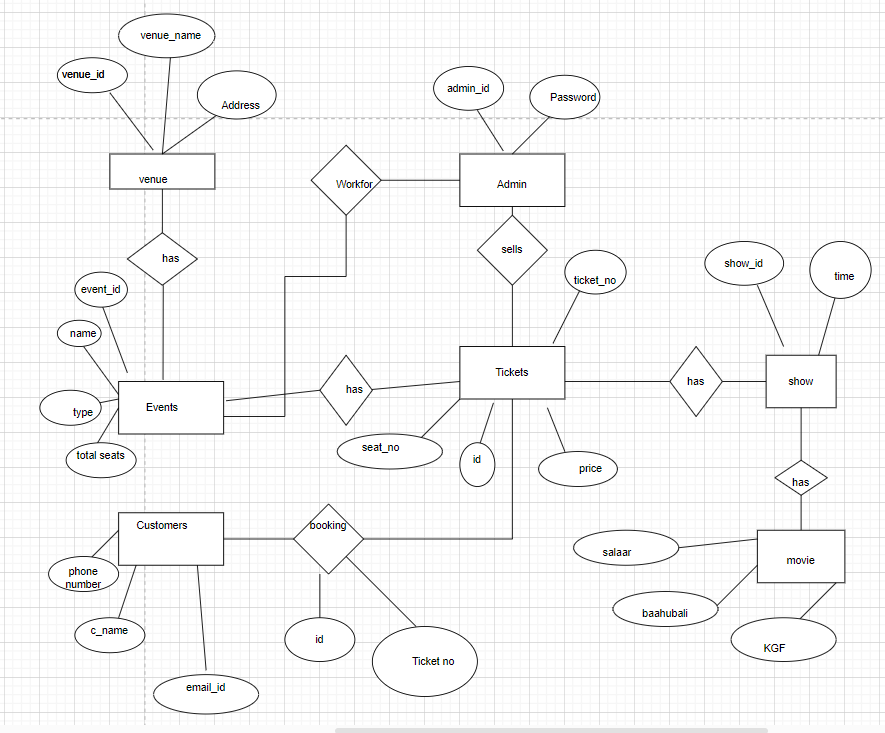 venue_name
venue_id
Address
admin_id
Password
venue
Workfor
Admin
has
sells
show_id
time
ticket_no
event_id
name
Tickets
has
show
has
type
Events
total seats
seat_no
id
price
has
Customers
booking
salaar
movie
phone
number
baahubali
c_name
id
KGF
Ticket no
email_id